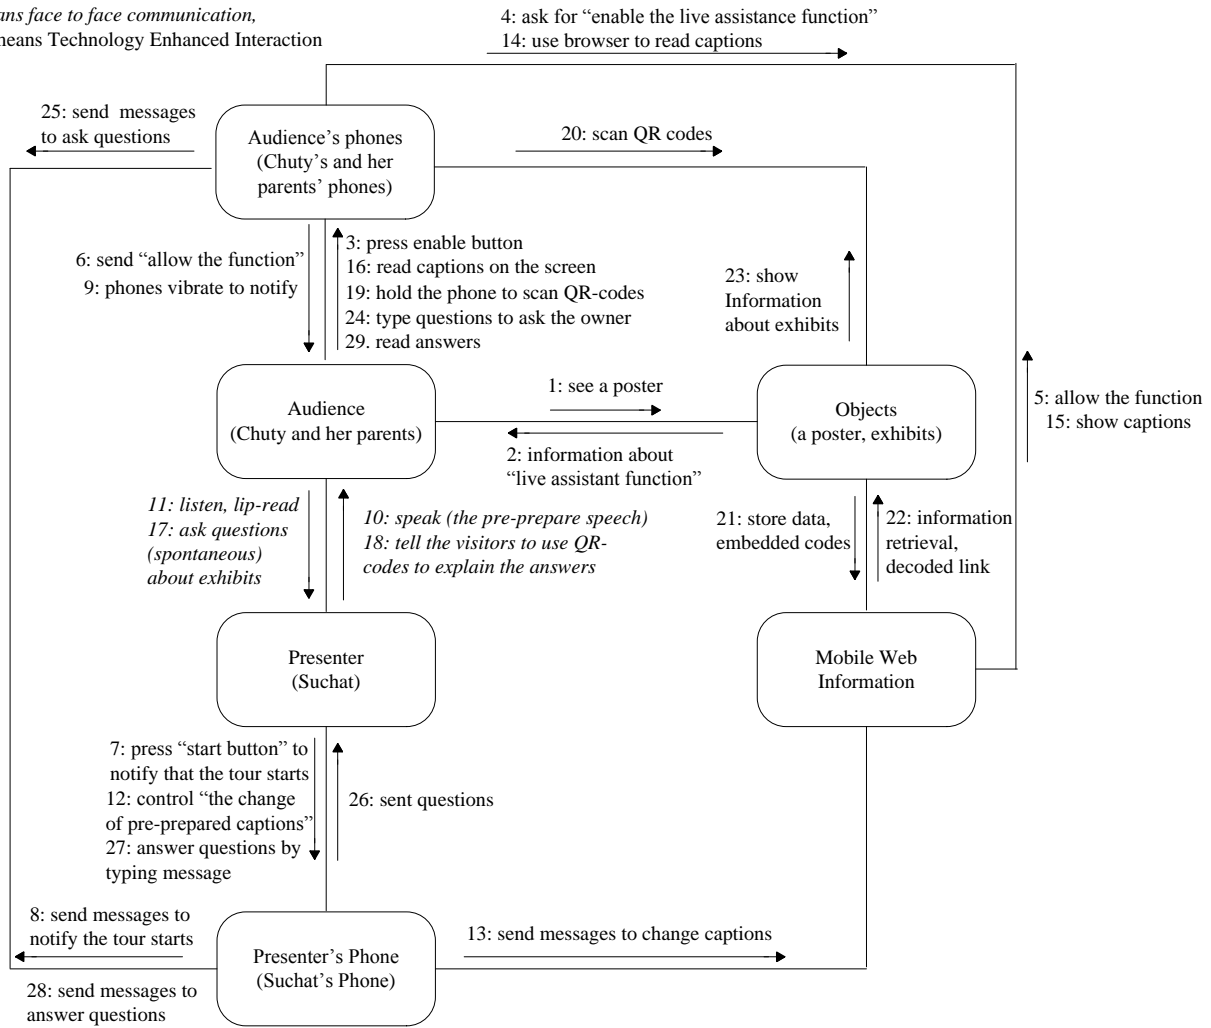 ans face to face communication,
means Technology Enhanced Interaction
4: ask for “enable the live assistance function”
14: use browser to read captions
25: send messages
to ask questions
Audience’s phones
(Chuty’s and her
parents’ phones)
20: scan QR codes
6: send “allow the function”
9: phones vibrate to notify
3: press enable button
16: read captions on the screen
19: hold the phone to scan QR-codes
24: type questions to ask the owner
29. read answers
23: show
Information
about exhibits
Audience
(Chuty and her parents)
1: see a poster
2: information about
“live assistant function”
Objects
(a poster, exhibits)
5: allow the function
15: show captions
11: listen, lip-read
17: ask questions
(spontaneous)
about exhibits
10: speak (the pre-prepare speech)
18: tell the visitors to use QR-
codes to explain the answers
21: store data,
embedded codes
22: information
retrieval,
decoded link
Presenter
(Suchat)
Mobile Web
Information
7: press “start button” to
notify that the tour starts
12: control “the change
of pre-prepared captions”
27: answer questions by
typing message
26: sent questions
8: send messages to
notify the tour starts
28: send messages to
answer questions
Presenter’s Phone
(Suchat’s Phone)
13: send messages to change captions